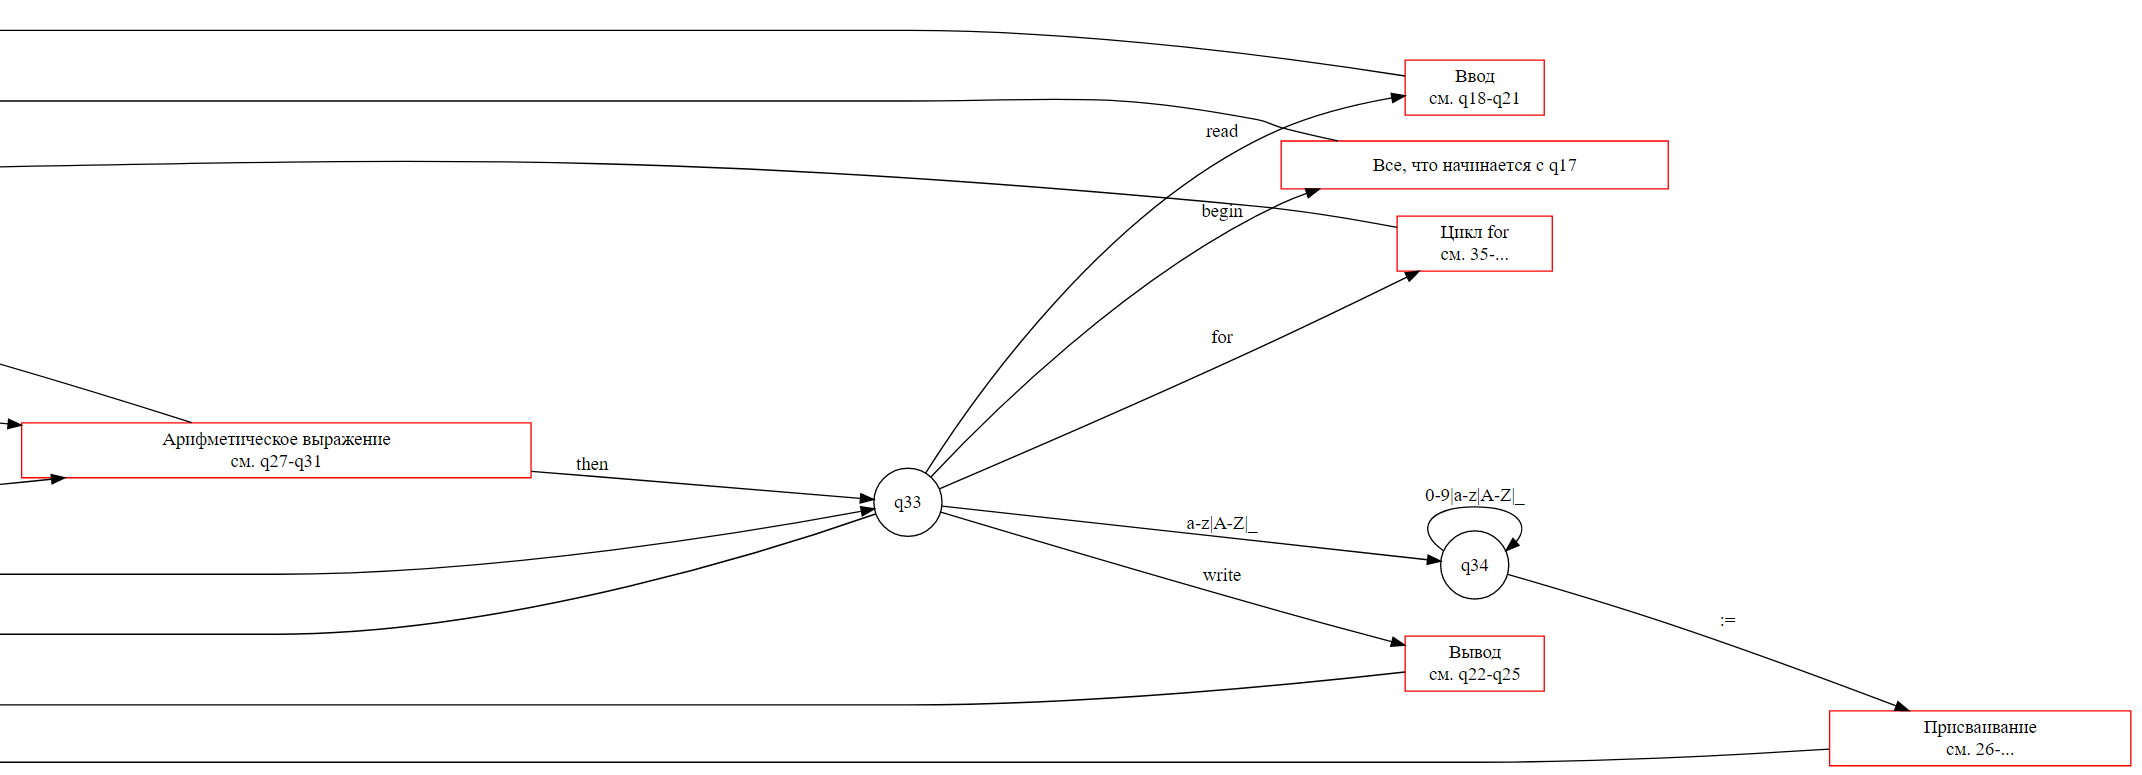 Ввод
см. q18-q21
read
Все, что начинается с q17
begin
Цикл for
см. 35-...
for
Арифметическое выражение
см. q27-q31
then
q33
0-9|a-z|A-Z|_
a-z|A-Z|_
q34
write
:=
Вывод
см. q22-q25
Присваивание
см. 26-...